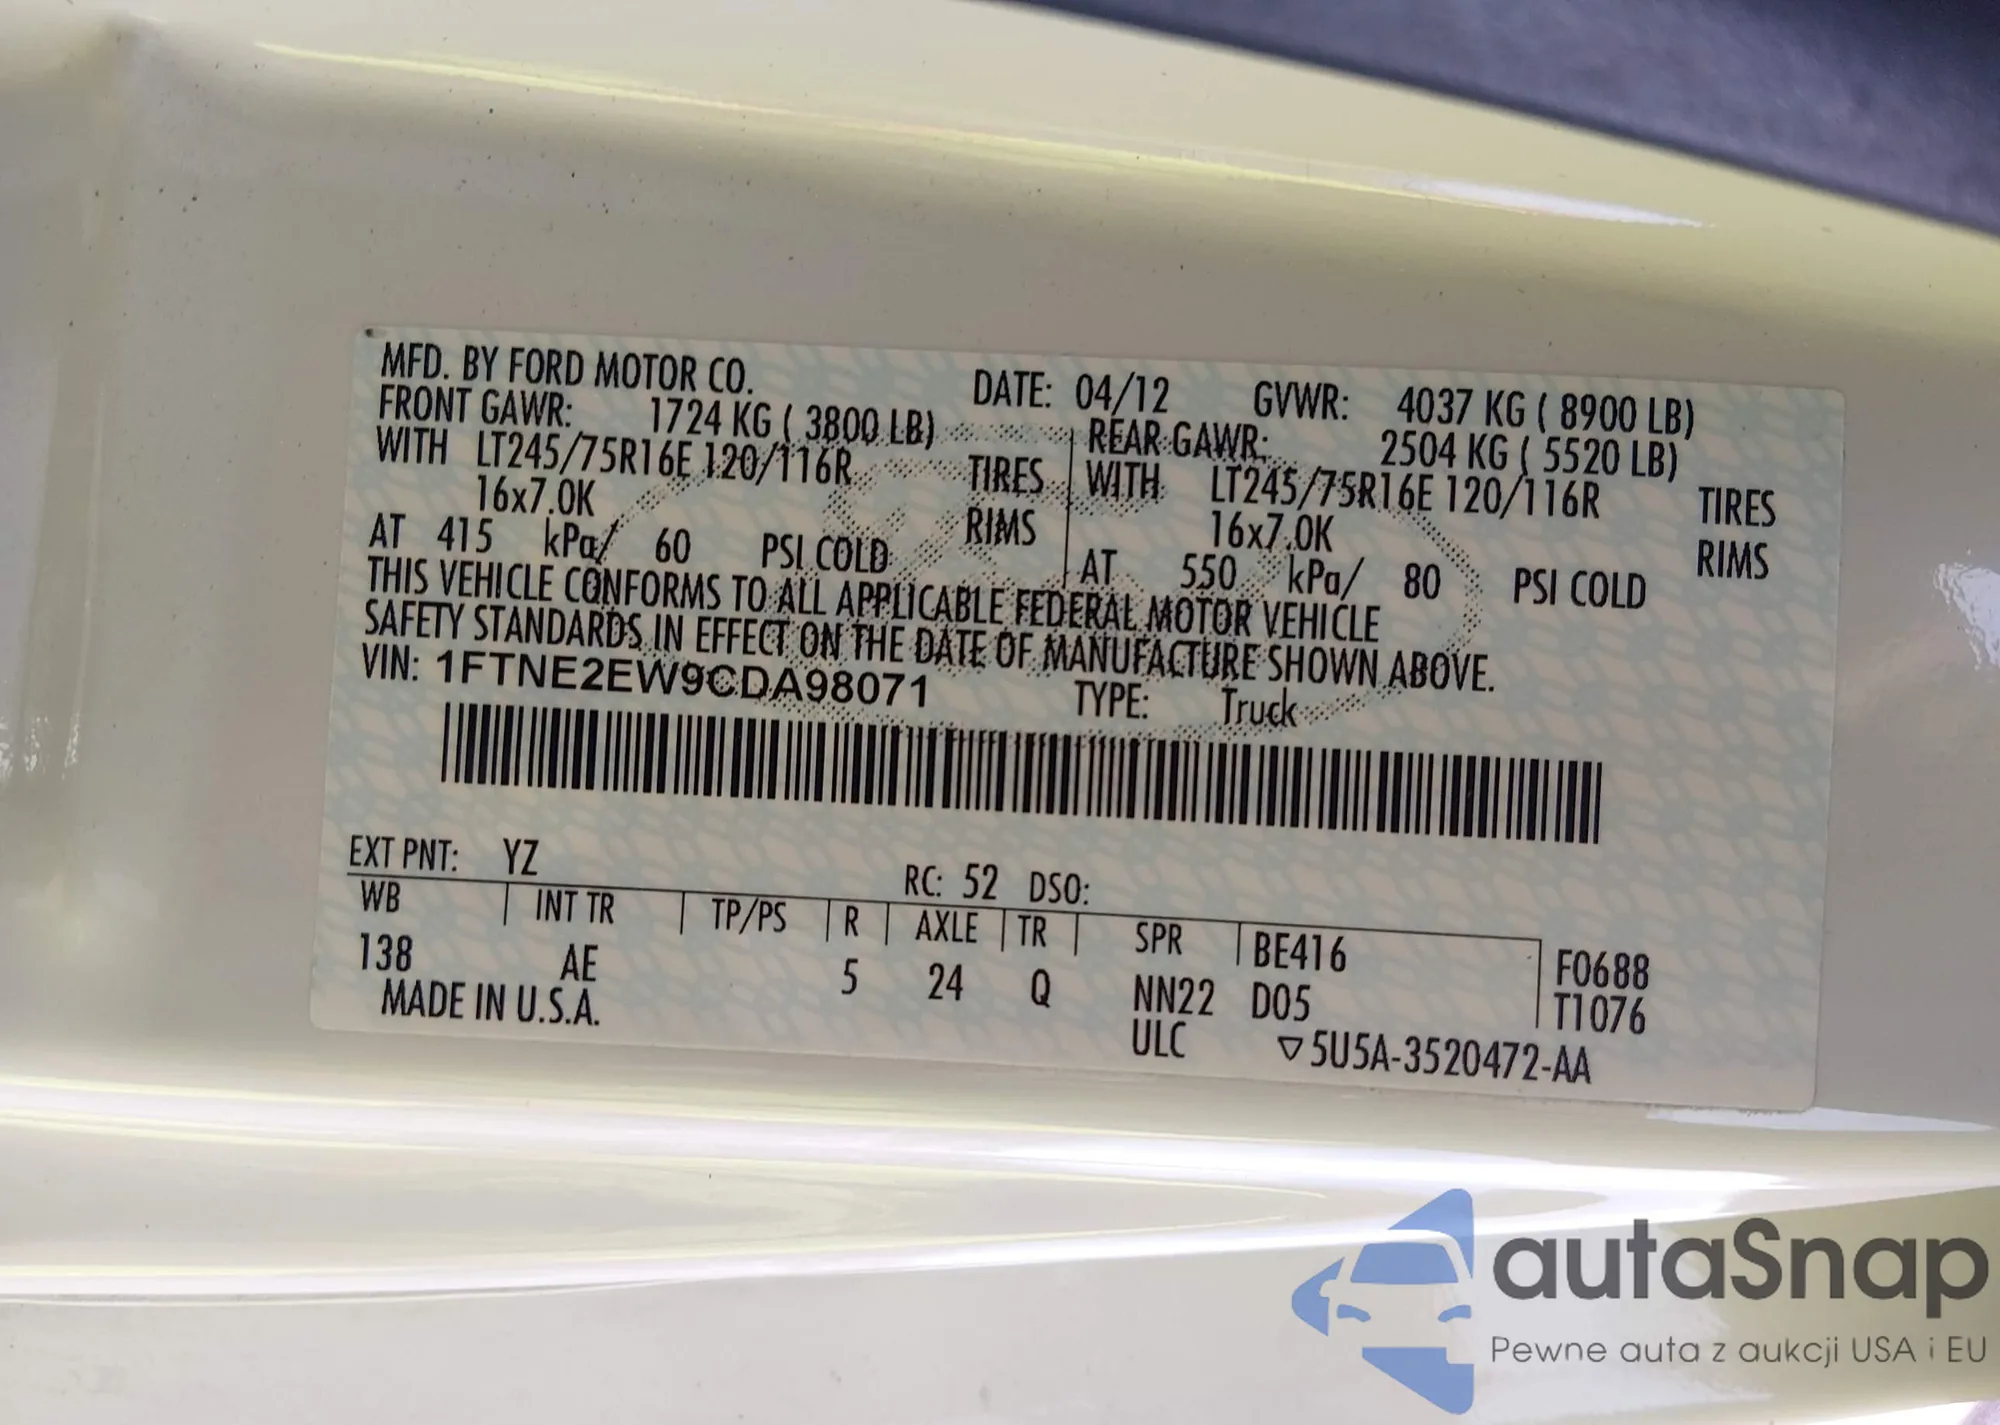 MFD. BY FORD MOTOR CO. DATE: 04/12 GVWR: 4037 KG ( 8900 LB)
FRONT GAWR: 1724 KG ( 3800 LB) REAR GAWR: 2504 KG ( 5520 LB)
WITH LT245/75R16E 120/116R TIRES WITH LT245/75R16E 120/116R TIRES
16x7.0K RIMS 16x7.0K RIMS
AT 415 kPa/ 60 PSI COLD AT 550 kPa/ 80 PSI COLD
THIS VEHICLE CONFORMS TO ALL APPLICABLE FEDERAL MOTOR VEHICLE
SAFETY STANDARDS IN EFFECT ON THE DATE OF MANUFACTURE SHOWN ABOVE.
VIN: 1FTNE2EW9CDA98071 TYPE: Truck
EXT PNT: YZ RC: 52 DSO:
WB INT TR TP/PS R AXLE TR SPR BE416 F0688
138 AE 5 24 Q NN22 D05 T1076
MADE IN U.S.A. ULC ▽5U5A-3520472-AA
autaSnap
Pewne auta z aukcji USA i EU